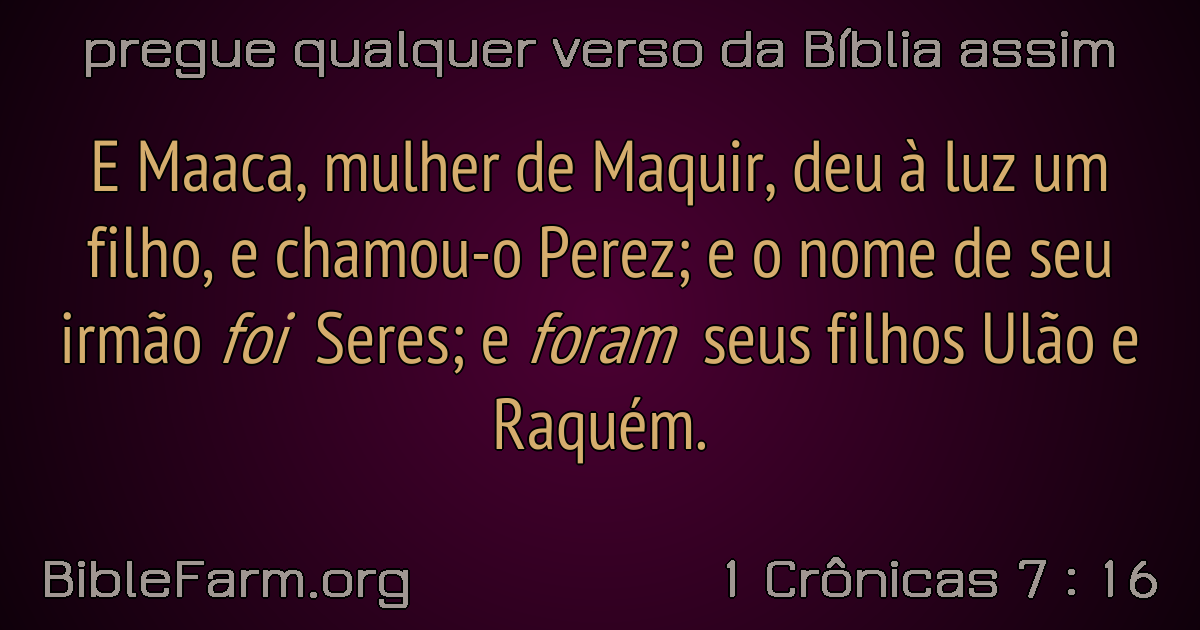 pregue qualquer verso da Bíblia assim
E Maaca, mulher de Maquir, deu à luz um
filho, e chamou-o Perez; e o nome de seu
irmão foi Seres; e foram seus filhos Ulão e
Raquém.
BibleFarm.org
1 Crônicas 7 : 16